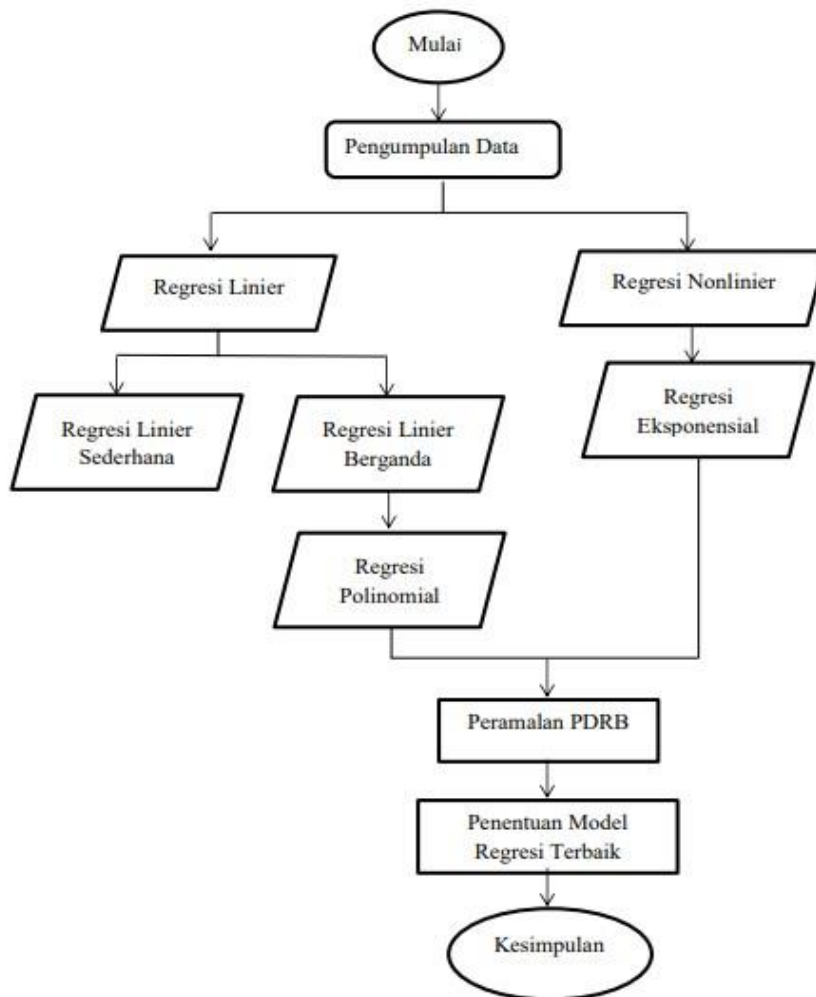 Mulai
Pengumpulan Data
Regresi Linier
Regresi Nonlinier
Regresi Linier
Sederhana
Regresi Linier
Berganda
Regresi
Eksponensial
Regresi
Polinomial
Peramalan PDRB
Penentuan Model
Regresi Terbaik
Kesimpulan